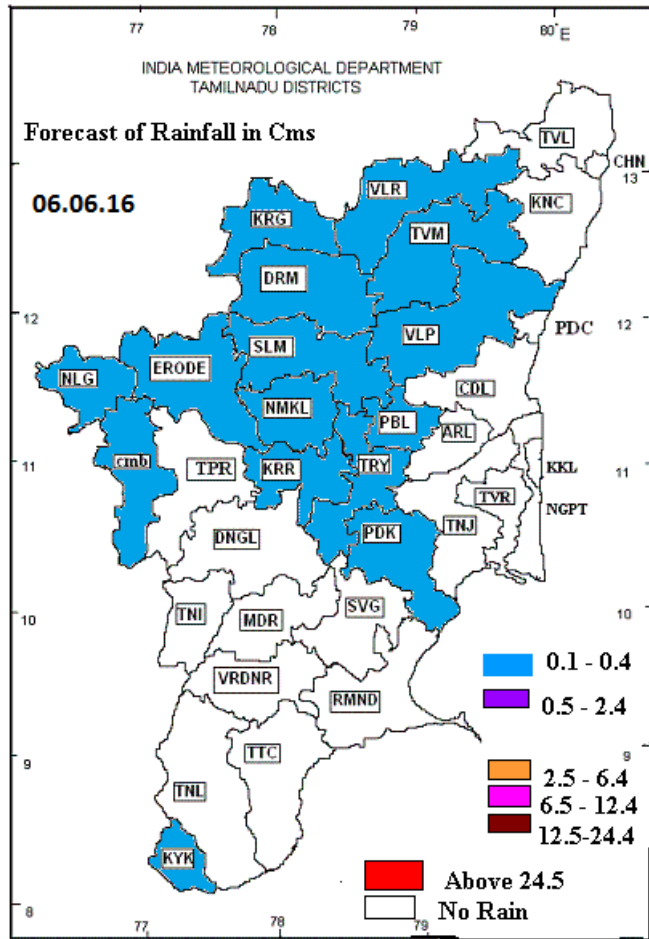 77 78 79 80°E
INDIA METEOROLOGICAL DEPARTMENT
TAMILNADU DISTRICTS
Forecast of Rainfall in Cms
TVL
CHN
13
VLR
06.06.16
KNC
KRG
TVM
DRM
12
12
PDC
VLP
SLM
ERODE
NLG
CDL
NMKL
PBL
ARL
11
cmb
TPR
KRR
TRY
11
KKL
TVR
NGPT
DNGL
PDK
TNJ
10
TNI
MDR
SVG
10
0.1 - 0.4
VRDNR
RMND
0.5 - 2.4
9
TTC
9
2.5 - 6.4
TNL
6.5 - 12.4
12.5-24.4
KYK
Above 24.5
No Rain
8
77 78 79